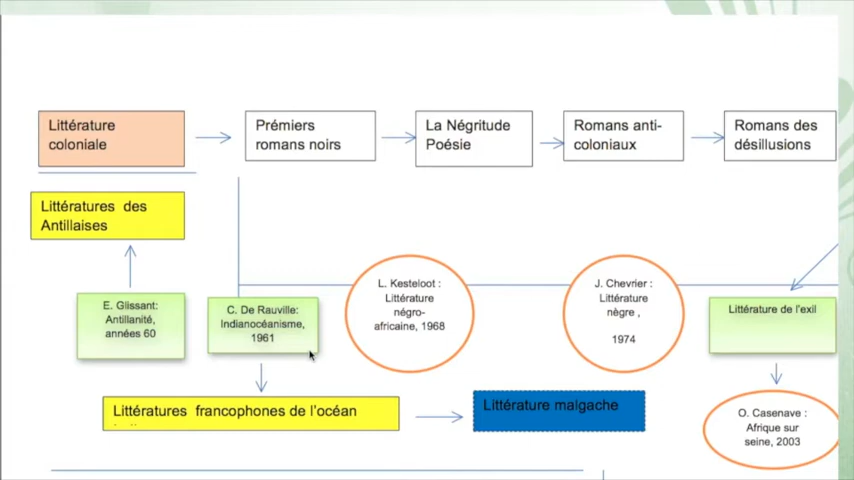 Littérature
coloniale
Prémiers
romans noirs
La Négritude
Poésie
Romans anti-
coloniaux
Romans des
désillusions
Littératures des
Antillaises
E. Glissant:
Antillanité,
années 60
C. De Rauville:
Indianocéanisme,
1961
L. Kesteloot :
Littérature
négro-
africaine, 1968
J. Chevrier :
Littérature
nègre ,
1974
Littérature de l'exil
Littératures francophones de l'océan
Littérature malgache
O. Casenave :
Afrique sur
seine, 2003